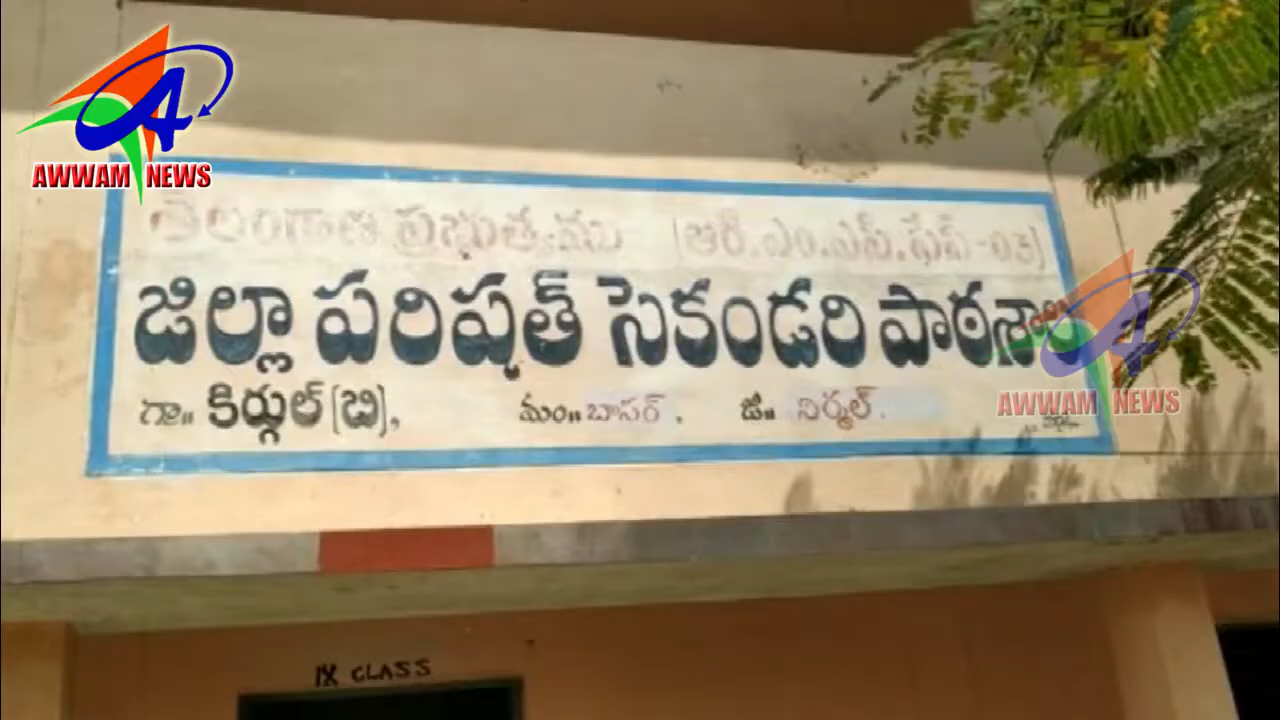 AWWAM NEWS
తెలంగాణ ప్రభుత్వము (ఆర్.ఎం.ఎస్.ఫేస్-03)
జిల్లా పరిషత్ సెకండరి పాఠశాల
గ్రా॥ కిర్గుల్(బి), మం॥ బాసర్. జి॥ నిర్మల్.
AWWAM NEWS
IX CLASS